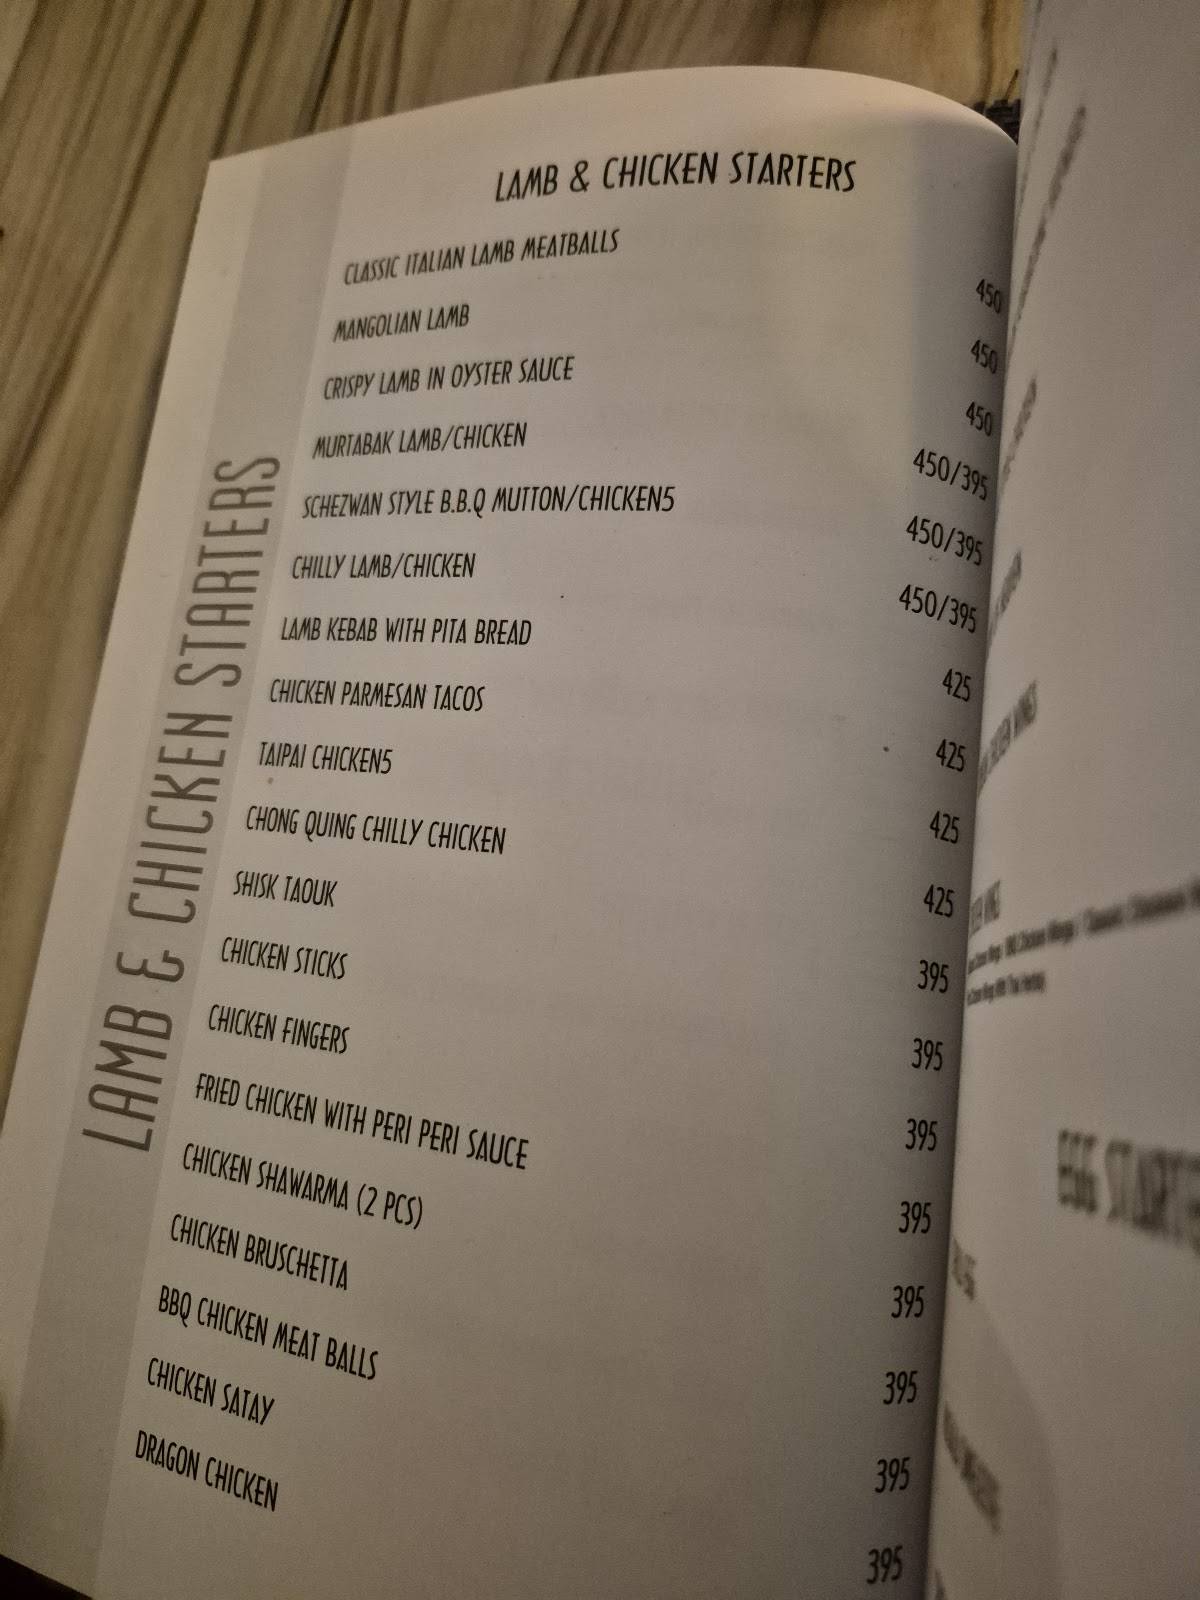 LAMB & CHICKEN STARTERS
LAMB & CHICKEN STARTERS
CLASSIC ITALIAN LAMB MEATBALLS 450
MANGOLIAN LAMB 450
CRISPY LAMB IN OYSTER SAUCE 450
MURTABAK LAMB/CHICKEN 450/395
SCHEZWAN STYLE B.B.Q MUTTON/CHICKEN5 450/395
CHILLY LAMB/CHICKEN 450/395
LAMB KEBAB WITH PITA BREAD 425
CHICKEN PARMESAN TACOS 425
TAIPAI CHICKEN5 425
CHONG QUING CHILLY CHICKEN 425
SHISK TAOUK 395
CHICKEN STICKS 395
CHICKEN FINGERS 395
FRIED CHICKEN WITH PERI PERI SAUCE 395
CHICKEN SHAWARMA (2 PCS) 395
CHICKEN BRUSCHETTA 395
BBQ CHICKEN MEAT BALLS 395
CHICKEN SATAY 395
DRAGON CHICKEN
EGG